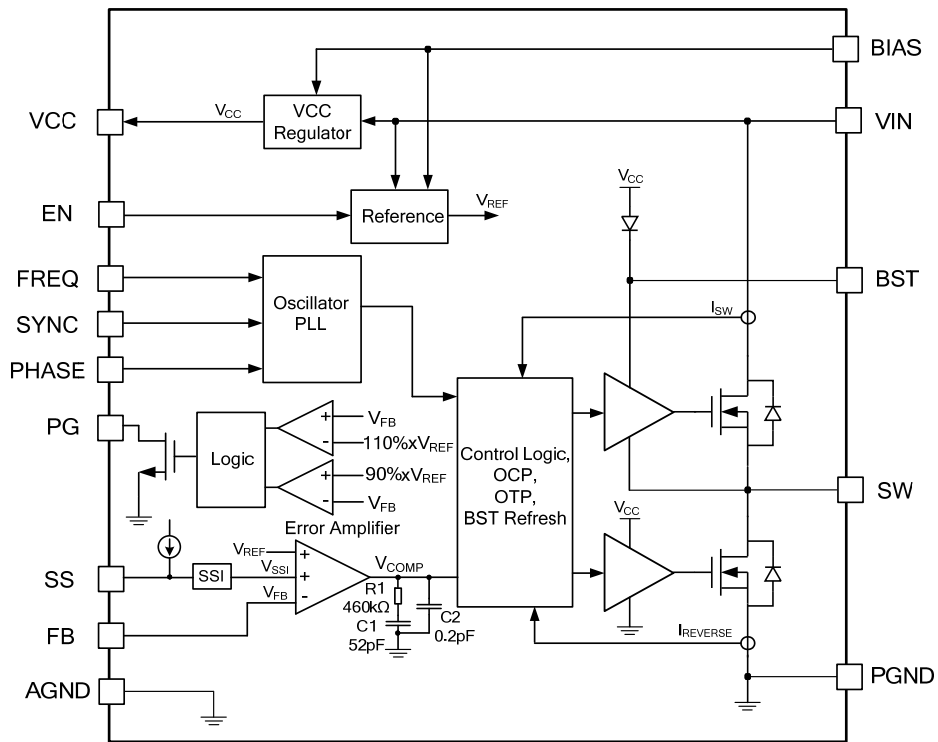 BIAS
VCC
VCC
VCC
Regulator
VIN
EN
Reference
VREF
VCC
FREQ
SYNC
PHASE
Oscillator
PLL
BST
ISW
PG
Logic
+
-
VFB
110%xVREF
+
-
90%xVREF
VFB
Control Logic,
OCP,
OTP,
BST Refresh
SW
Error Amplifier
VCC
SS
SSI
VREF
VSSI
VFB
+
+
-
VCOMP
R1
460kΩ
C1
52pF
C2
0.2pF
FB
IREVERSE
AGND
PGND